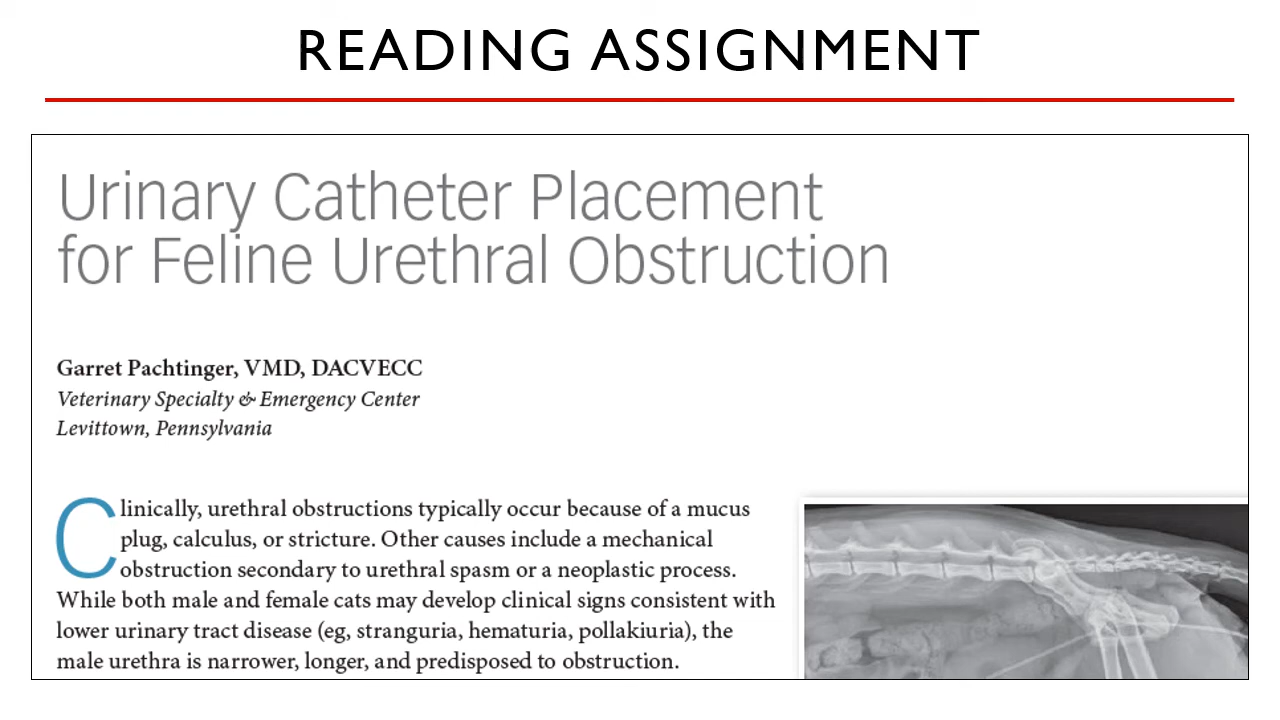 READING ASSIGNMENT
Urinary Catheter Placement
for Feline Urethral Obstruction
Garret Pachtinger, VMD, DACVECC
Veterinary Specialty & Emergency Center
Levittown, Pennsylvania
Clinically, urethral obstructions typically occur because of a mucus
plug, calculus, or stricture. Other causes include a mechanical
obstruction secondary to urethral spasm or a neoplastic process.
While both male and female cats may develop clinical signs consistent with
lower urinary tract disease (eg, stranguria, hematuria, pollakiuria), the
male urethra is narrower, longer, and predisposed to obstruction.